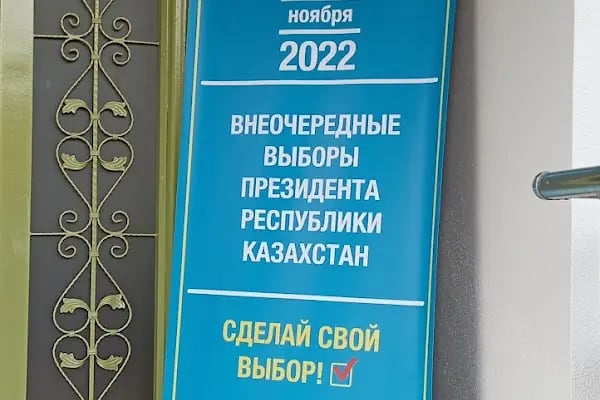 ноября
2022
ВНЕОЧЕРЕДНЫЕ
ВЫБОРЫ
ПРЕЗИДЕНТА
РЕСПУБЛИКИ
КАЗАХСТАН
СДЕЛАЙ СВОЙ
ВЫБОР!